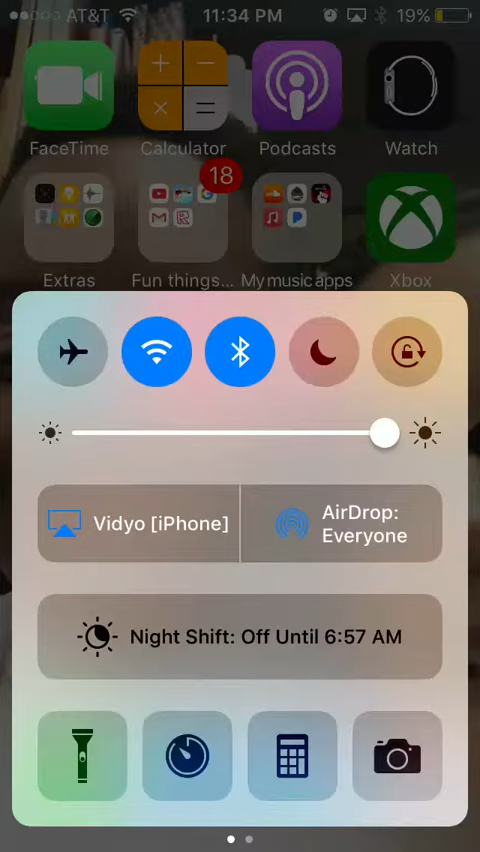 AT&T 11:34 PM 19%
FaceTime Calculator Podcasts Watch
18
Extras Fun things... My music apps Xbox
Vidyo [iPhone]
AirDrop:
Everyone
Night Shift: Off Until 6:57 AM